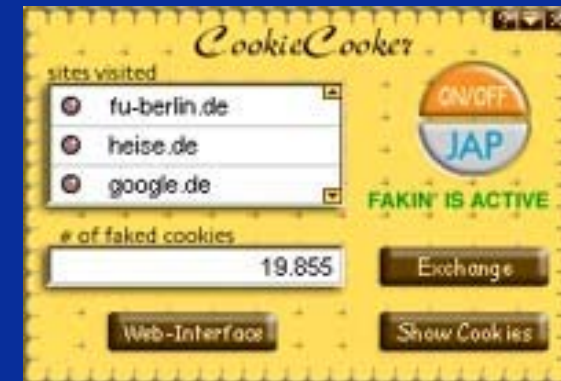 CookieCooker
sites visited
fu-berlin.de
heise.de
google.de
ON/OFF
JAP
FAKIN' IS ACTIVE
# of faked cookies
19.855
Exchange
Web-Interface
Show Cookies